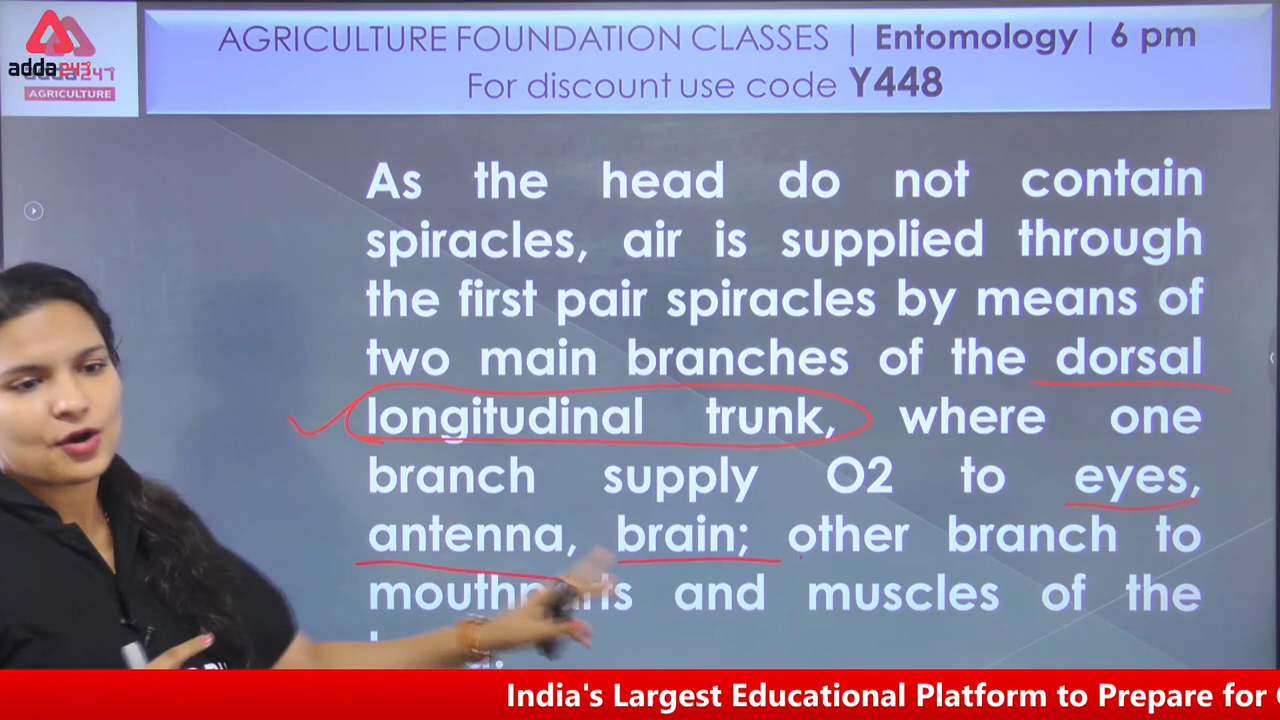 adda247
adda247
AGRICULTURE
AGRICULTURE FOUNDATION CLASSES | Entomology| 6 pm
For discount use code Y448
As the head do not contain
spiracles, air is supplied through
the first pair spiracles by means of
two main branches of the dorsal
longitudinal trunk, where one
branch supply O2 to eyes,
antenna, brain; other branch to
mouthparts and muscles of the
India's Largest Educational Platform to Prepare for